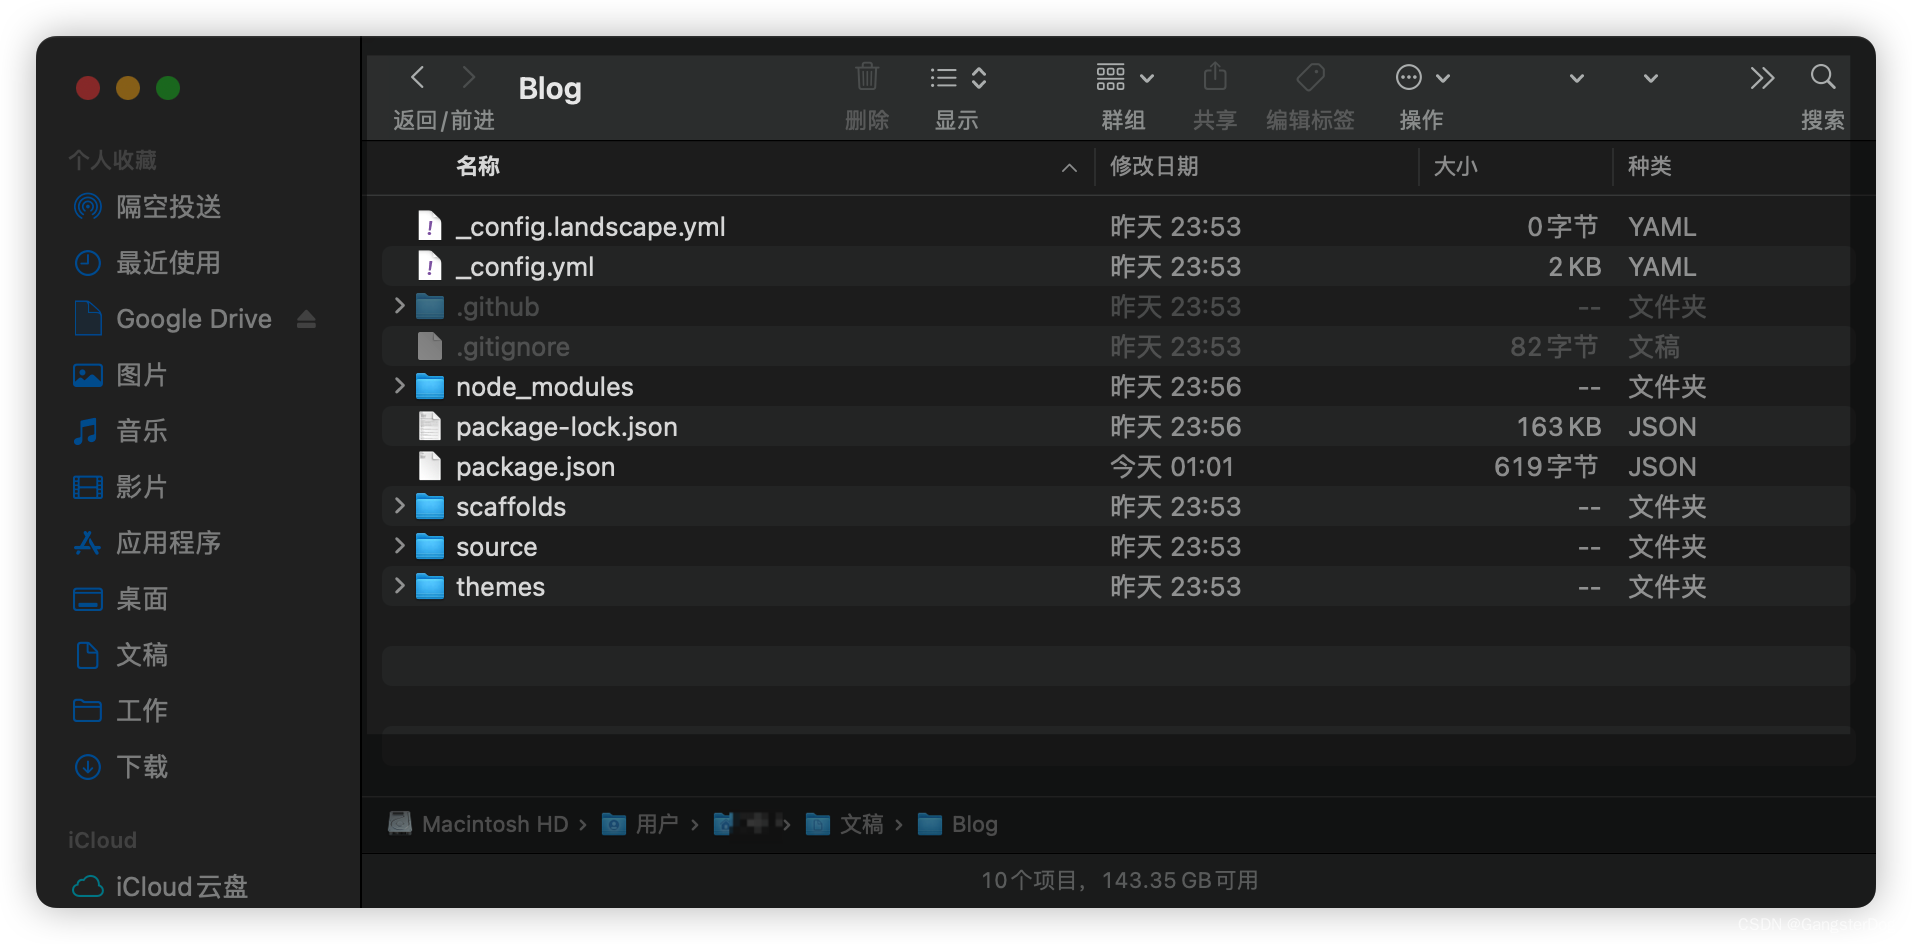 Blog
返回/前进
删除
显示
群组
共享
编辑标签
操作
搜索
个人收藏
隔空投送
最近使用
Google Drive
图片
音乐
影片
应用程序
桌面
文稿
工作
下载
iCloud
iCloud云盘
名称 修改日期 大小 种类
_config.landscape.yml 昨天 23:53 0字节 YAML
_config.yml 昨天 23:53 2 KB YAML
.github 昨天 23:53 -- 文件夹
.gitignore 昨天 23:53 82字节 文稿
node_modules 昨天 23:56 -- 文件夹
package-lock.json 昨天 23:56 163 KB JSON
package.json 今天 01:01 619字节 JSON
scaffolds 昨天 23:53 -- 文件夹
source 昨天 23:53 -- 文件夹
themes 昨天 23:53 -- 文件夹
Macintosh HD › 用户 › › 文稿 › Blog
10个项目，143.35 GB可用
CSDN